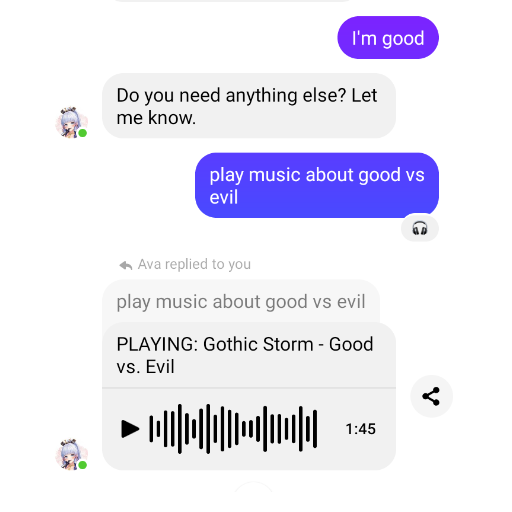 I'm good
Do you need anything else? Let
me know.
play music about good vs
evil
Ava replied to you
play music about good vs evil
PLAYING: Gothic Storm - Good
vs. Evil
1:45